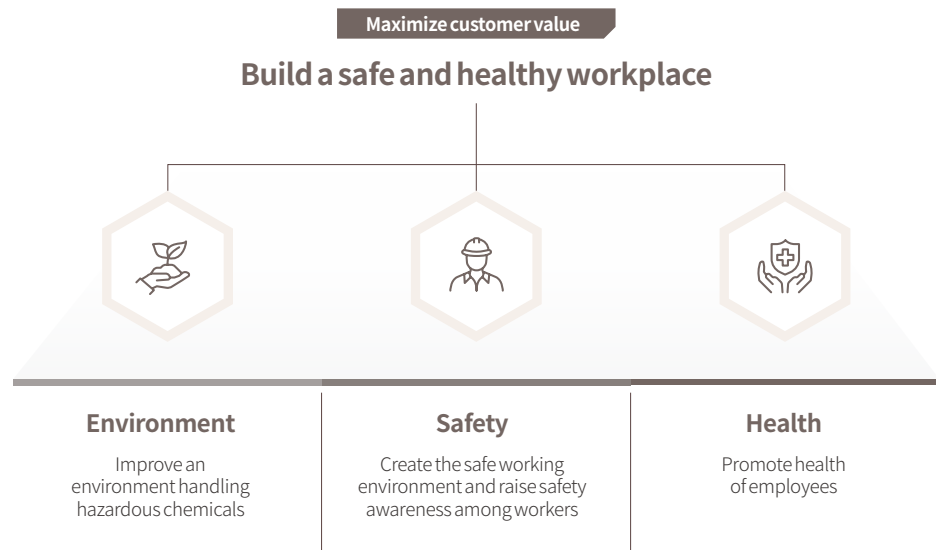 Maximize customer value
Build a safe and healthy workplace
Environment
Improve an
environment handling
hazardous chemicals
Safety
Create the safe working
environment and raise safety
awareness among workers
Health
Promote health
of employees